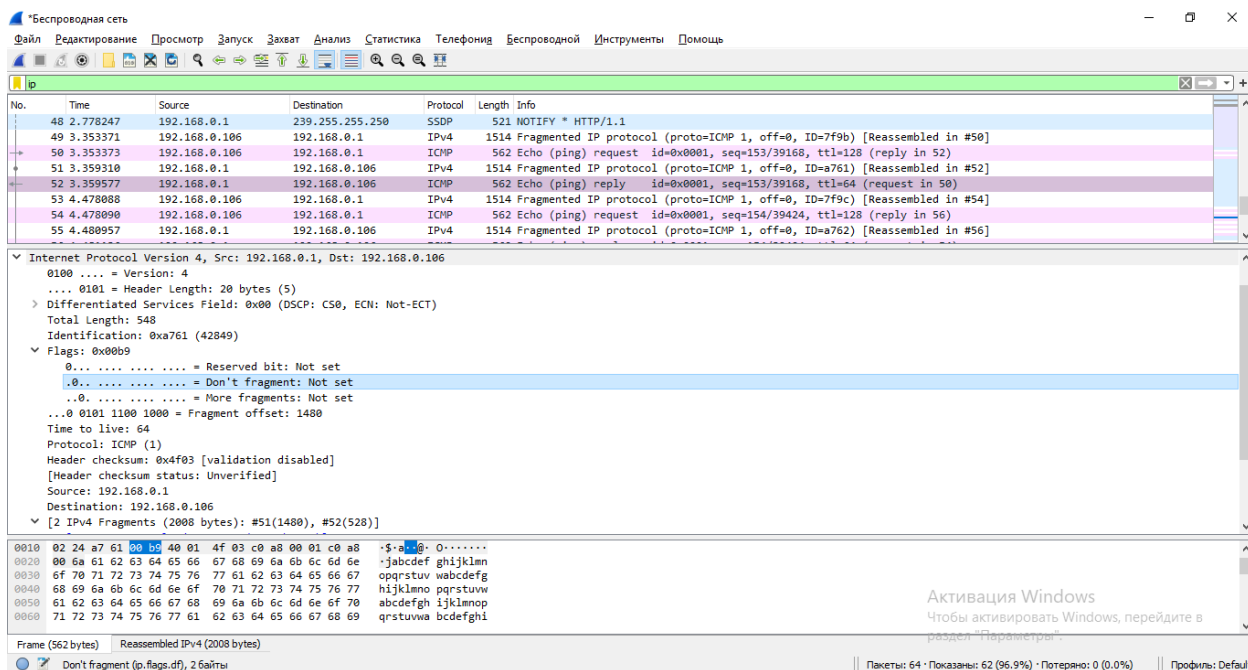 *Беспроводная сеть
Файл Редактирование Просмотр Запуск Захват Анализ Статистика Телефония Беспроводной Инструменты Помощь
ip
No. Time Source Destination Protocol Length Info
48 2.778247 192.168.0.1 239.255.255.250 SSDP 521 NOTIFY * HTTP/1.1
49 3.353371 192.168.0.106 192.168.0.1 IPv4 1514 Fragmented IP protocol (proto=ICMP 1, off=0, ID=7f9b) [Reassembled in #50]
50 3.353373 192.168.0.106 192.168.0.1 ICMP 562 Echo (ping) request id=0x0001, seq=153/39168, ttl=128 (reply in 52)
51 3.359310 192.168.0.1 192.168.0.106 IPv4 1514 Fragmented IP protocol (proto=ICMP 1, off=0, ID=a761) [Reassembled in #52]
52 3.359577 192.168.0.1 192.168.0.106 ICMP 562 Echo (ping) reply id=0x0001, seq=153/39168, ttl=64 (request in 50)
53 4.478088 192.168.0.106 192.168.0.1 IPv4 1514 Fragmented IP protocol (proto=ICMP 1, off=0, ID=7f9c) [Reassembled in #54]
54 4.478090 192.168.0.106 192.168.0.1 ICMP 562 Echo (ping) request id=0x0001, seq=154/39424, ttl=128 (reply in 56)
55 4.480957 192.168.0.1 192.168.0.106 IPv4 1514 Fragmented IP protocol (proto=ICMP 1, off=0, ID=a762) [Reassembled in #56]
Internet Protocol Version 4, Src: 192.168.0.1, Dst: 192.168.0.106
0100 .... = Version: 4
.... 0101 = Header Length: 20 bytes (5)
Differentiated Services Field: 0x00 (DSCP: CS0, ECN: Not-ECT)
Total Length: 548
Identification: 0xa761 (42849)
Flags: 0x00b9
0... .... .... .... = Reserved bit: Not set
.0.. .... .... .... = Don't fragment: Not set
..0. .... .... .... = More fragments: Not set
...0 0101 1100 1000 = Fragment offset: 1480
Time to live: 64
Protocol: ICMP (1)
Header checksum: 0x4f03 [validation disabled]
[Header checksum status: Unverified]
Source: 192.168.0.1
Destination: 192.168.0.106
[2 IPv4 Fragments (2008 bytes): #51(1480), #52(528)]
0010 02 24 a7 61 00 b9 40 01 4f 03 c0 a8 00 01 c0 a8 ·$·a··@· O·······
0020 00 6a 61 62 63 64 65 66 67 68 69 6a 6b 6c 6d 6e ·jabcdef ghijklmn
0030 6f 70 71 72 73 74 75 76 77 61 62 63 64 65 66 67 opqrstuv wabcdefg
0040 68 69 6a 6b 6c 6d 6e 6f 70 71 72 73 74 75 76 77 hijklmno pqrstuvw
0050 61 62 63 64 65 66 67 68 69 6a 6b 6c 6d 6e 6f 70 abcdefgh ijklmnop
0060 71 72 73 74 75 76 77 61 62 63 64 65 66 67 68 69 qrstuvwa bcdefghi
Активация Windows
Чтобы активировать Windows, перейдите в
раздел "Параметры".
Frame (562 bytes) Reassembled IPv4 (2008 bytes)
Don't fragment (ip.flags.df), 2 байты Пакеты: 64 · Показаны: 62 (96.9%) · Потеряно: 0 (0.0%) Профиль: Defaul